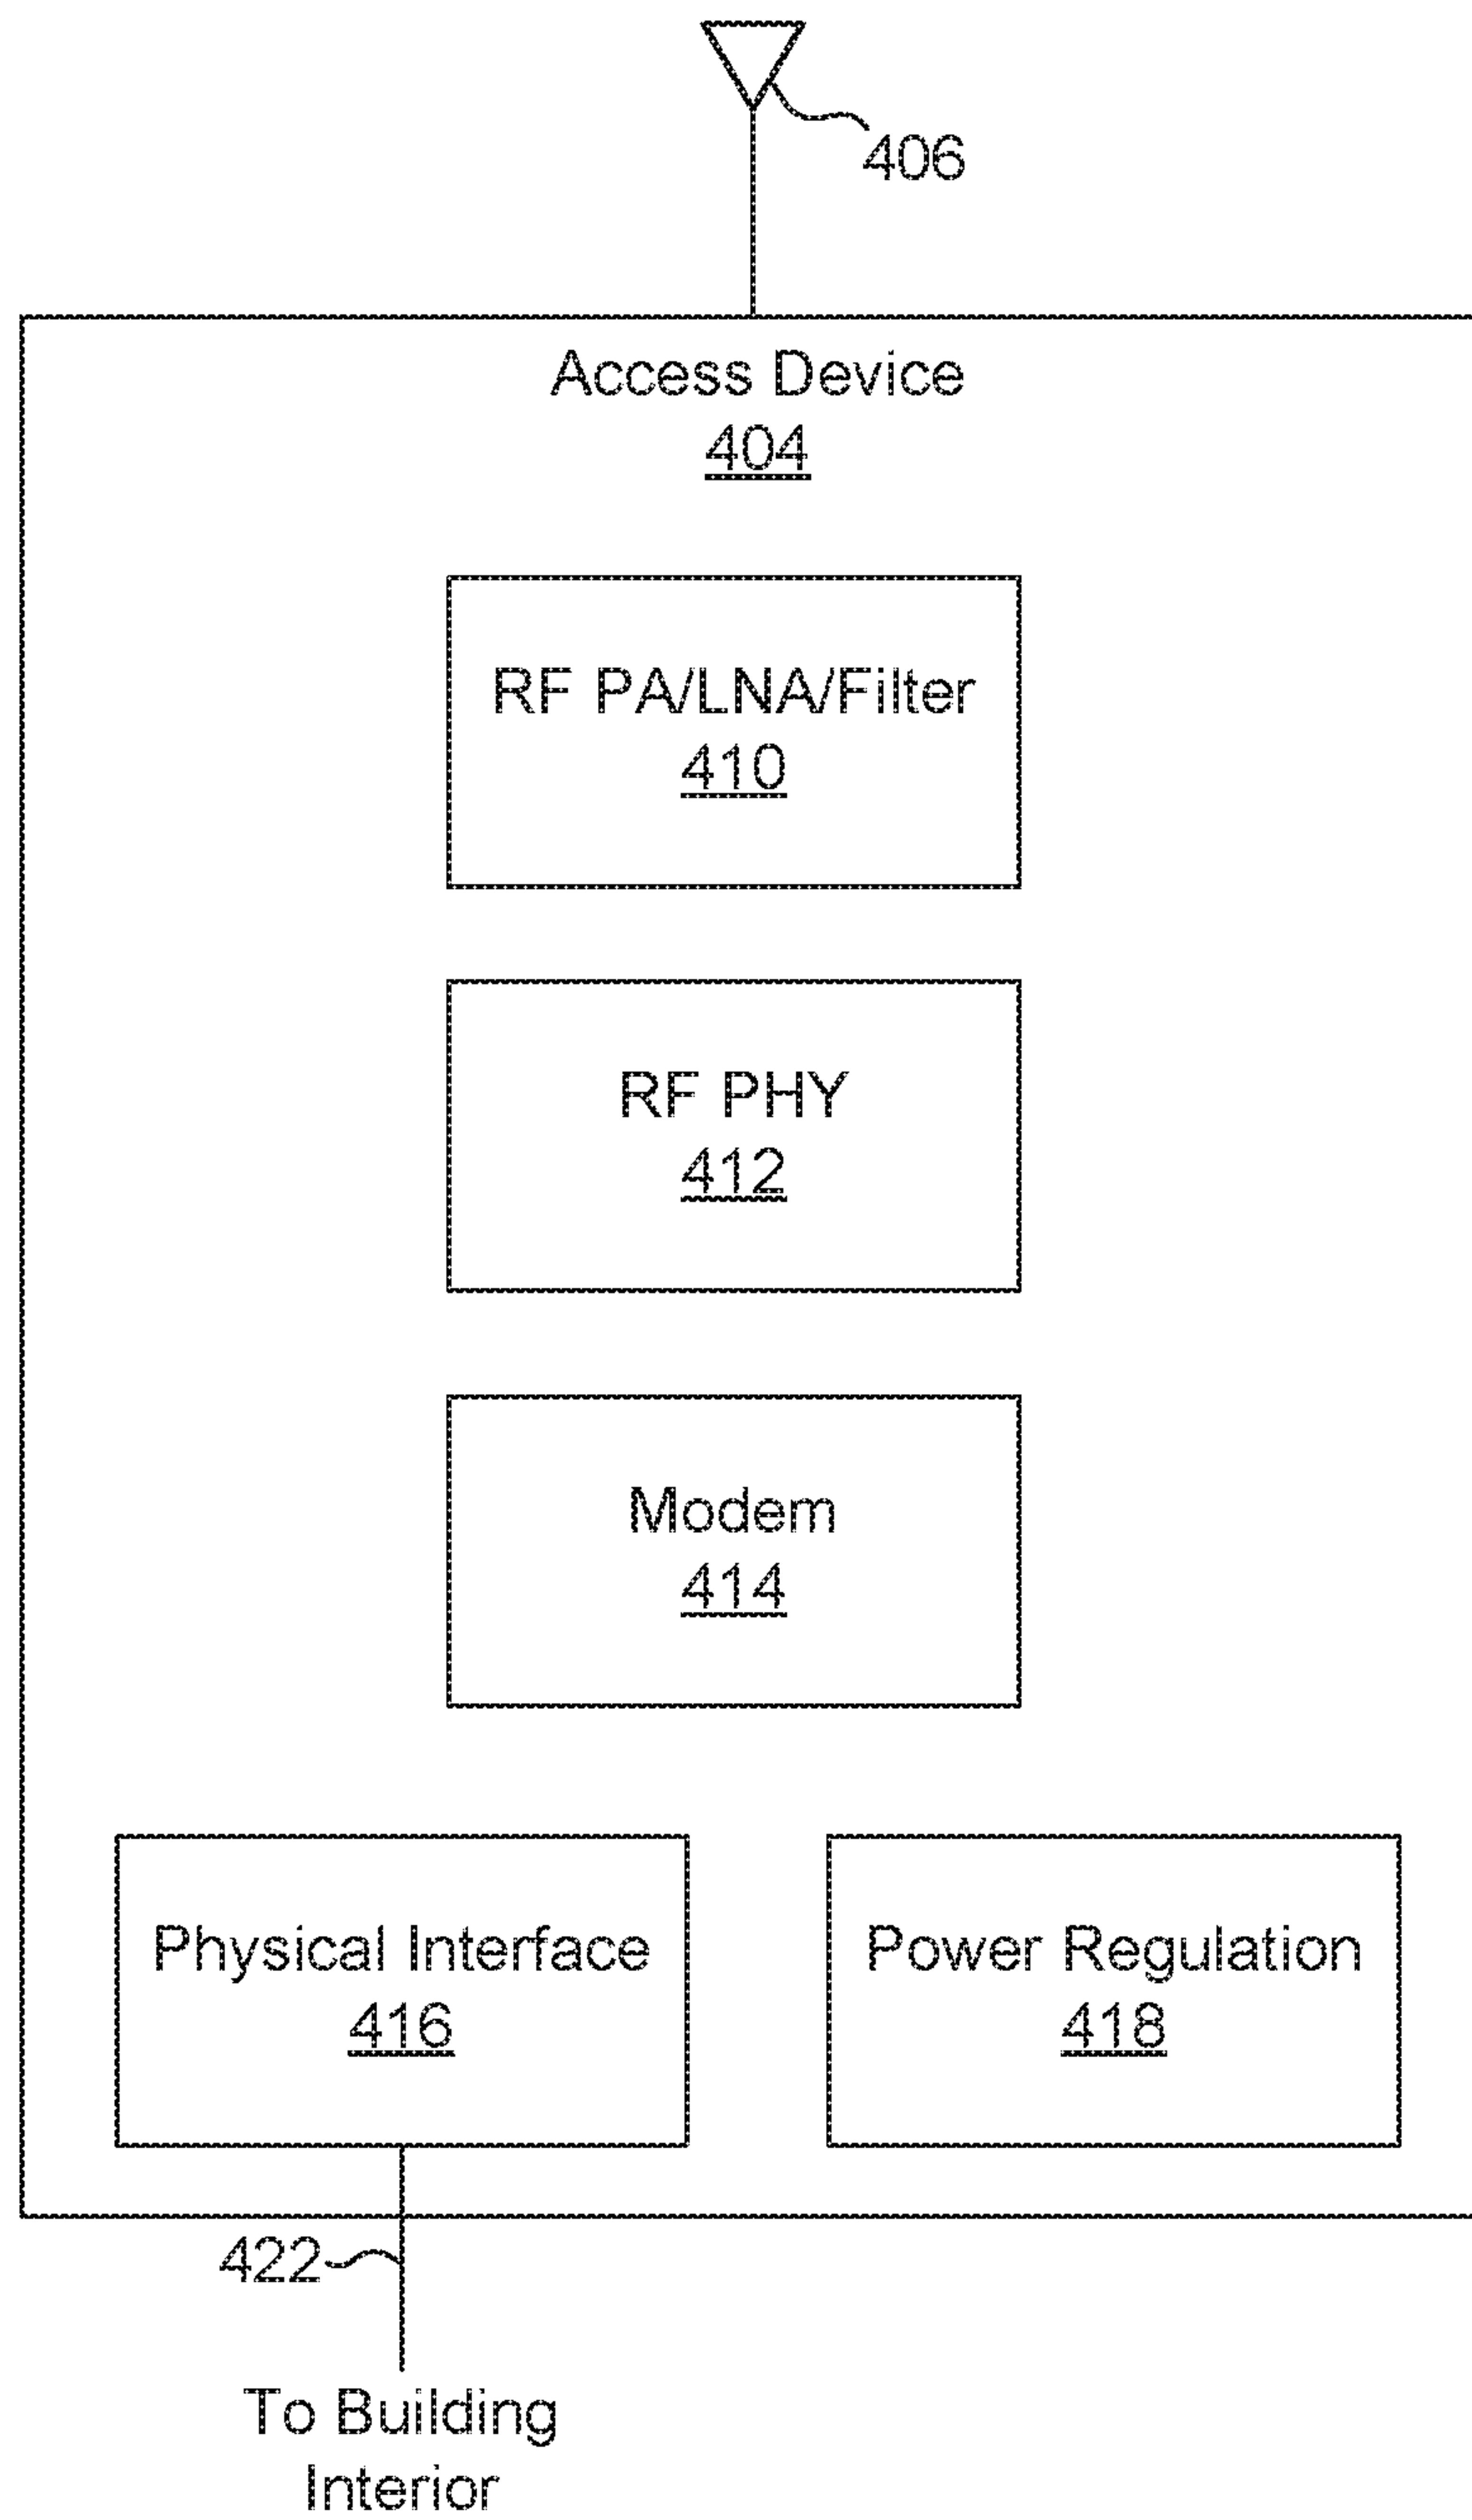 406
Access Device
404
RF PA/LNA/Filter
410
RF PHY
412
Modem
414
Physical Interface
416
Power Regulation
418
422
To Building
Interior